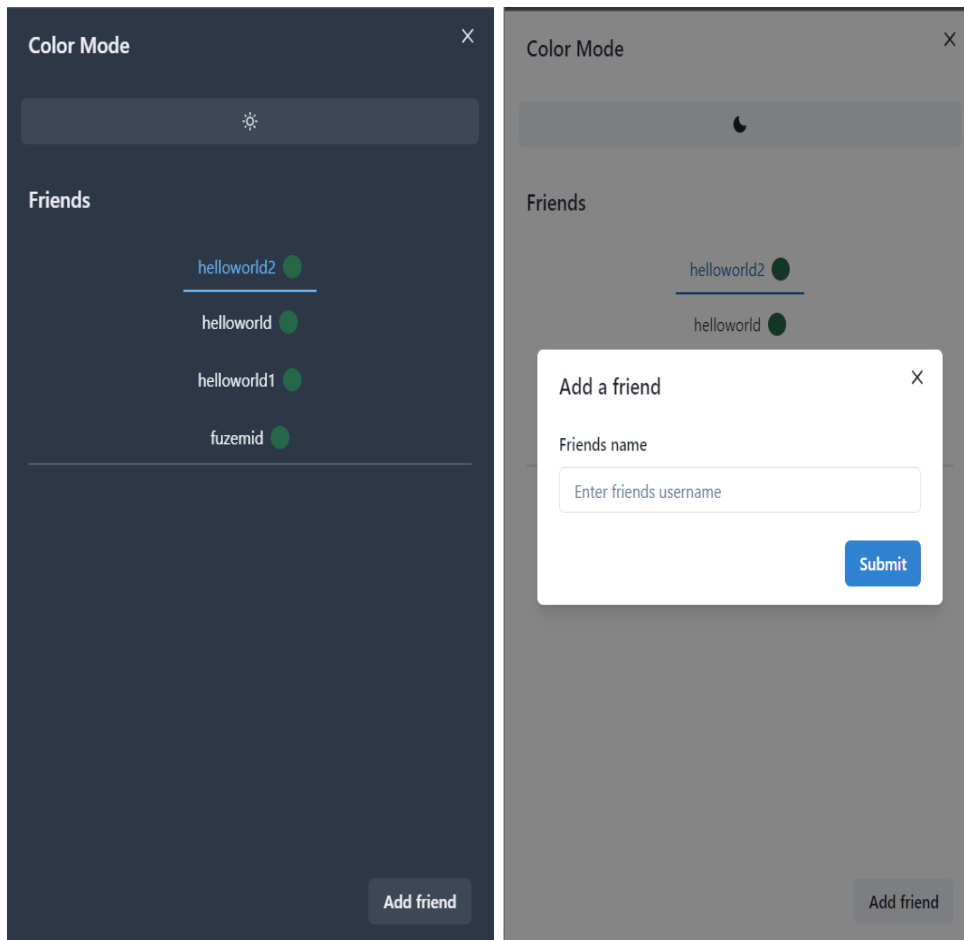 Color Mode
Friends
helloworld2
helloworld
helloworld1
fuzemid
Add friend
Color Mode
Friends
helloworld2
helloworld
Add a friend
Friends name
Enter friends username
Submit
Add friend